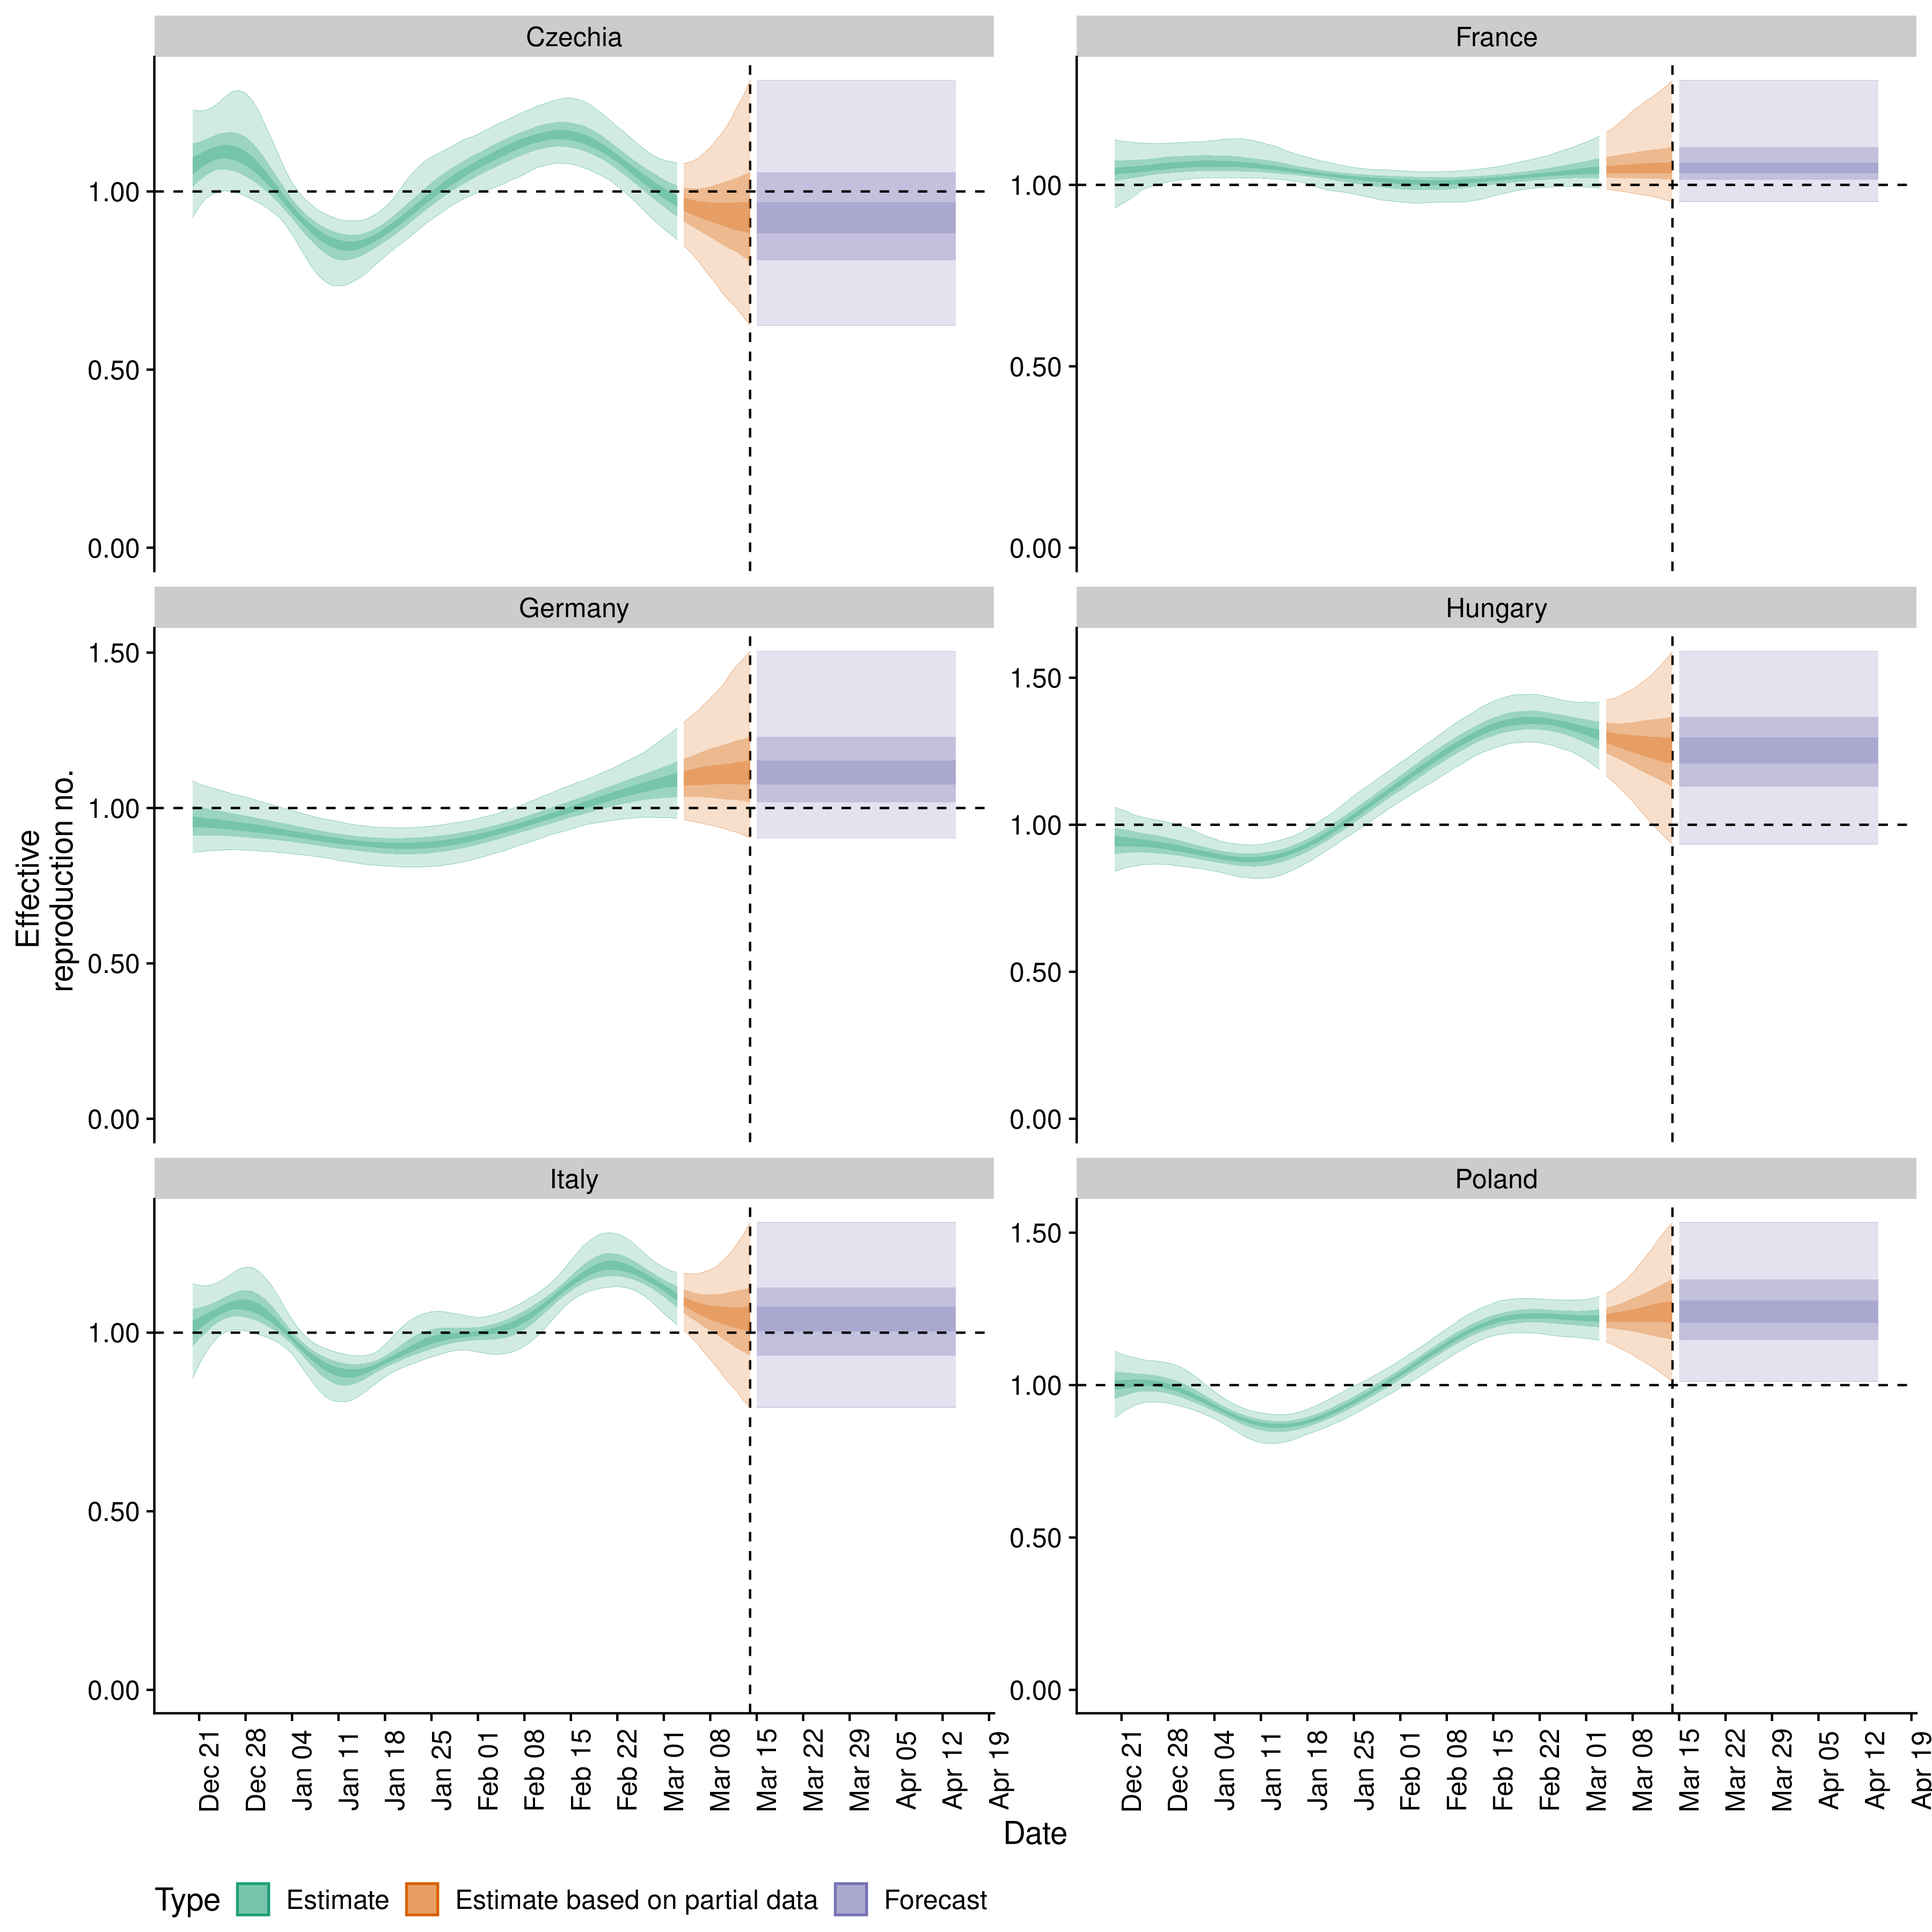 Czechia
France
1.00
0.50
0.00
1.00
0.50
0.00
Germany
Hungary
1.50
1.00
0.50
0.00
1.50
1.00
0.50
0.00
Effective
reproduction no.
Italy
Poland
1.00
0.50
0.00
1.50
1.00
0.50
0.00
Dec 21
Dec 28
Jan 04
Jan 11
Jan 18
Jan 25
Feb 01
Feb 08
Feb 15
Feb 22
Mar 01
Mar 08
Mar 15
Mar 22
Mar 29
Apr 05
Apr 12
Apr 19
Dec 21
Dec 28
Jan 04
Jan 11
Jan 18
Jan 25
Feb 01
Feb 08
Feb 15
Feb 22
Mar 01
Mar 08
Mar 15
Mar 22
Mar 29
Apr 05
Apr 12
Apr 19
Date
Type Estimate Estimate based on partial data Forecast